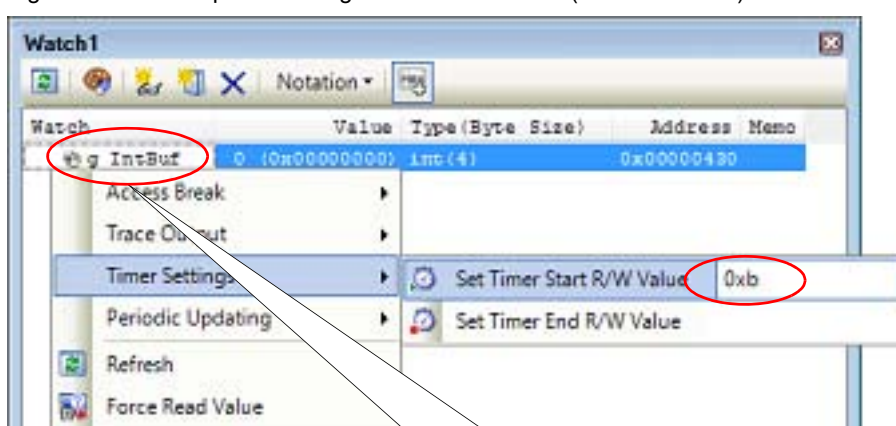 Watch1
Notation
Watch Value Type(Byte Size) Address Memo
g_IntBuf 0 (0x00000000) int(4) 0x00000430
Access Break
Trace Output
Timer Settings Set Timer Start R/W Value 0xb
Periodic Updating Set Timer End R/W Value
Refresh
Force Read Value